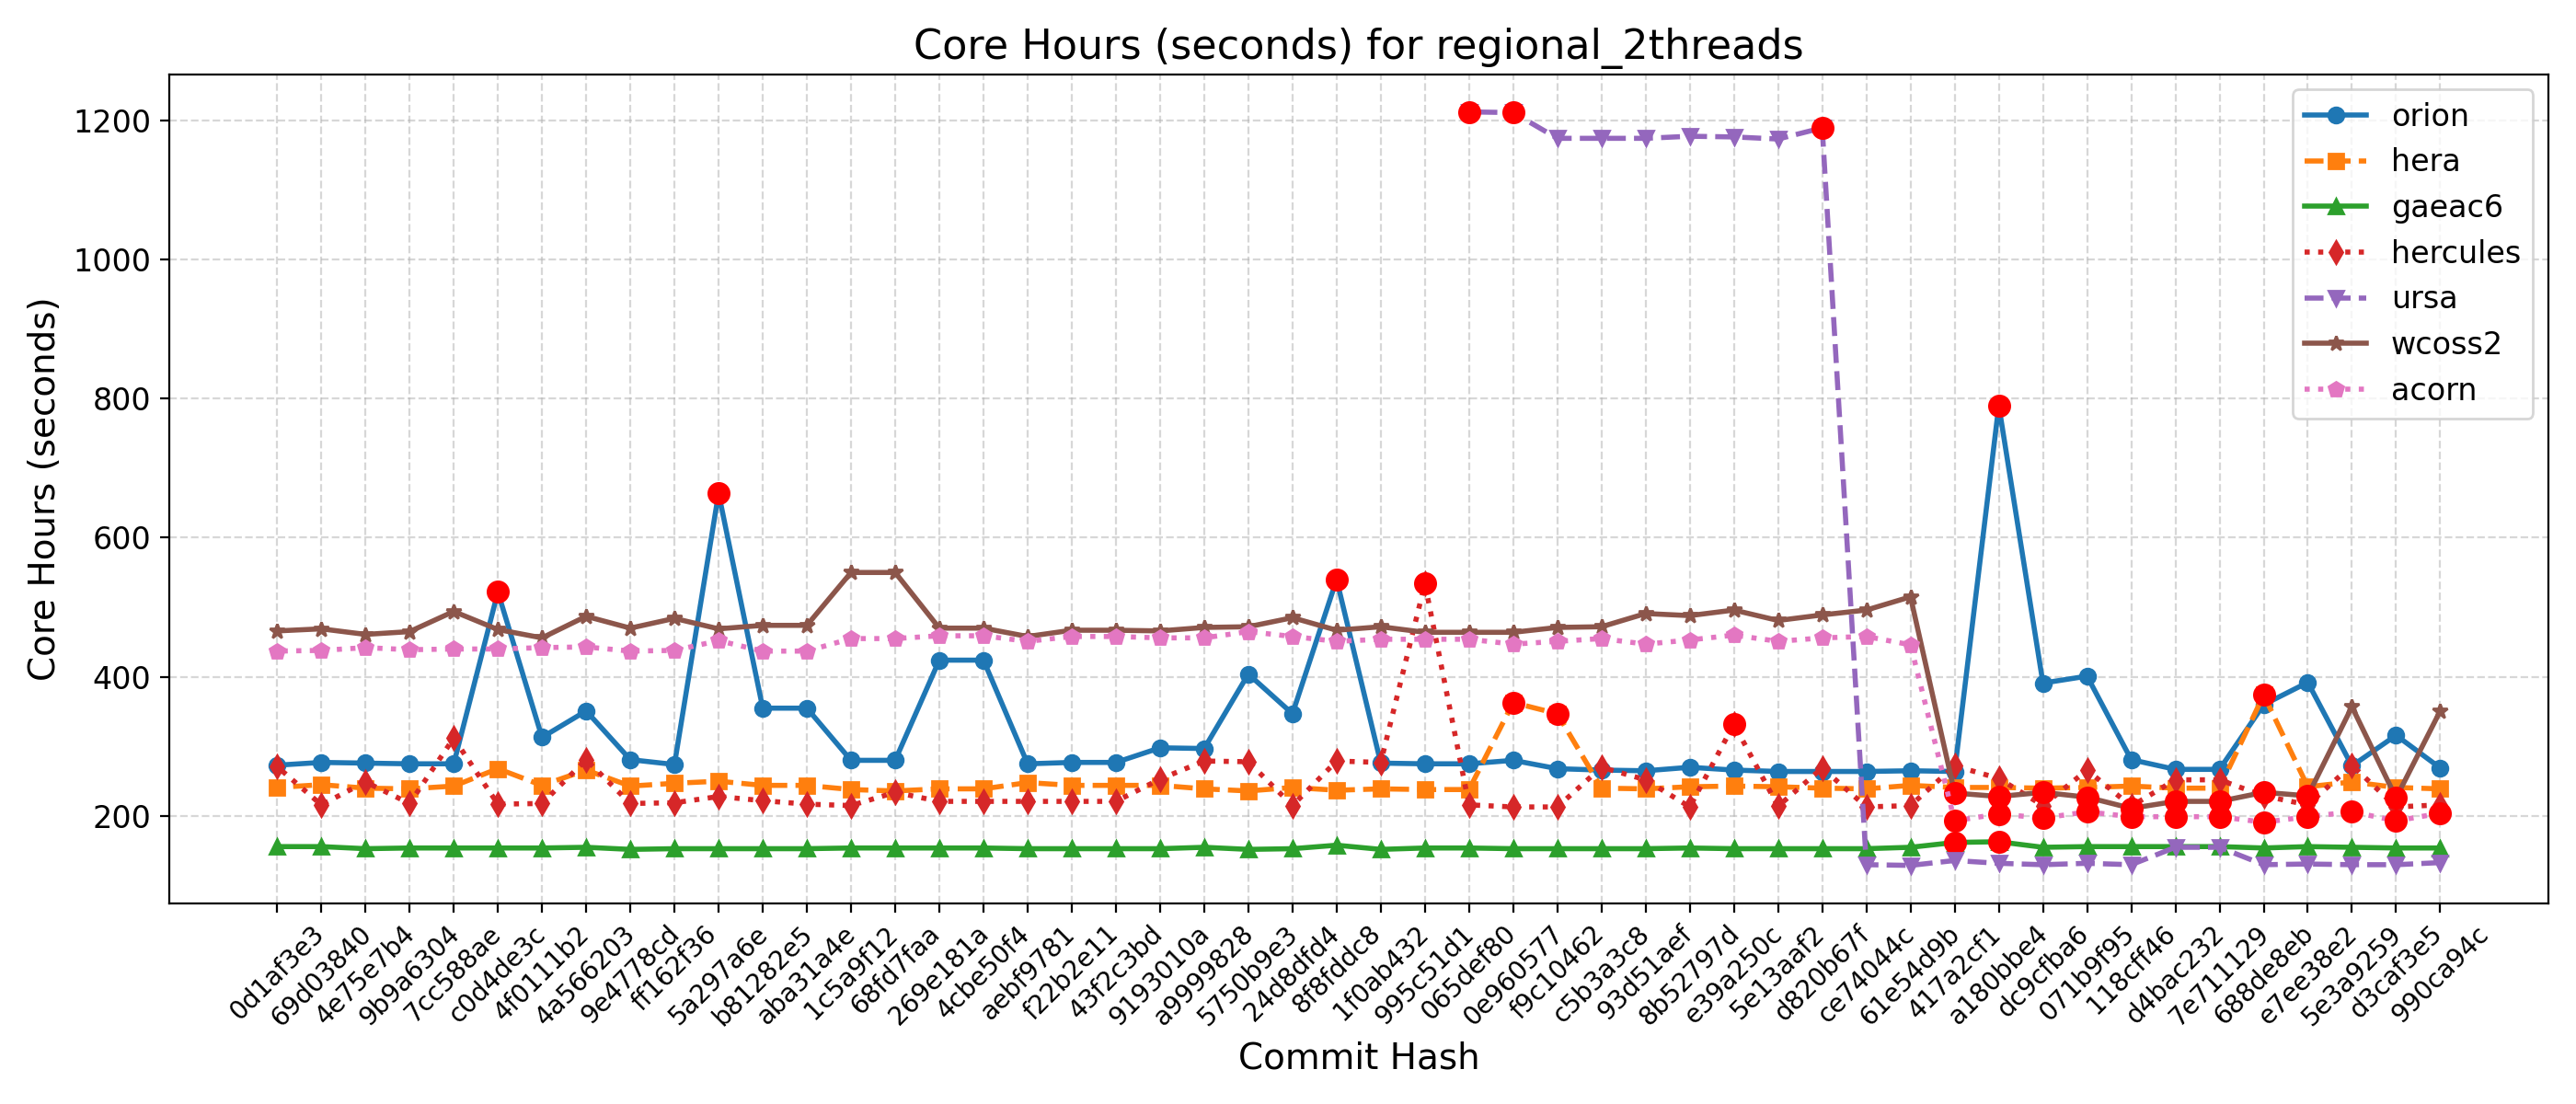 Core Hours (seconds) for regional_2threads
Core Hours (seconds)
1200
1000
800
600
400
200
orion
hera
gaeac6
hercules
ursa
wcoss2
acorn
0d1af3e3
69d03840
4e75e7b4
9b9a6304
7cc588ae
c0d4de3c
4f0111b2
4a566203
9e4778cd
ff162f36
5a297a6e
b81282e5
aba31a4e
1c5a9f12
68fd7faa
269e181a
4cbe50f4
aebf9781
f22b2e11
43f2c3bd
9193010a
a9999828
5750b9e3
24d8dfd4
8f8fddc8
1f0ab432
995c51d1
065def80
0e960577
f9c10462
c5b3a3c8
93d51aef
8b52797d
e39a250c
5e13aaf2
d820b67f
ce74044c
61e54d9b
417a2cf1
a180bbe4
dc9cfba6
071b9f95
118cff46
d4bac232
7e711129
688de8eb
e7ee38e2
5e3a9259
d3caf3e5
990ca94c
Commit Hash